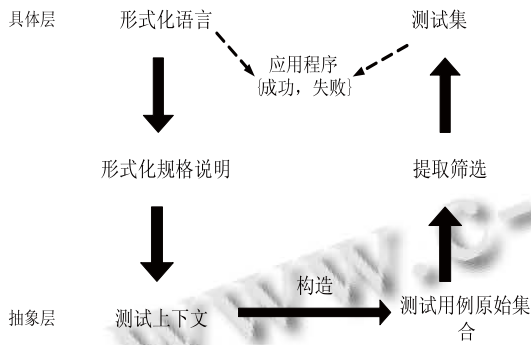 具体层 形式化语言 测试集
应用程序
{成功，失败}
形式化规格说明 提取筛选
构造
抽象层 测试上下文 测试用例原始集
合